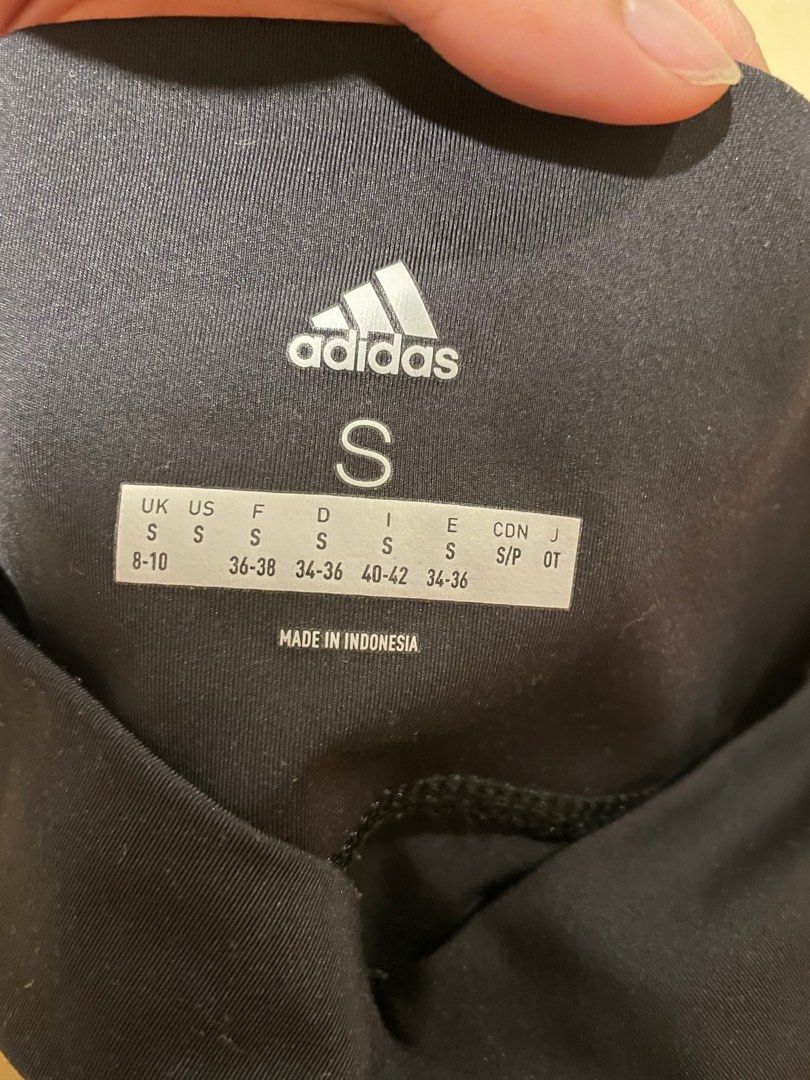 adidas
S
UK US F D I E CDN J
S S S S S S S/P OT
8-10 36-38 34-36 40-42 34-36
MADE IN INDONESIA